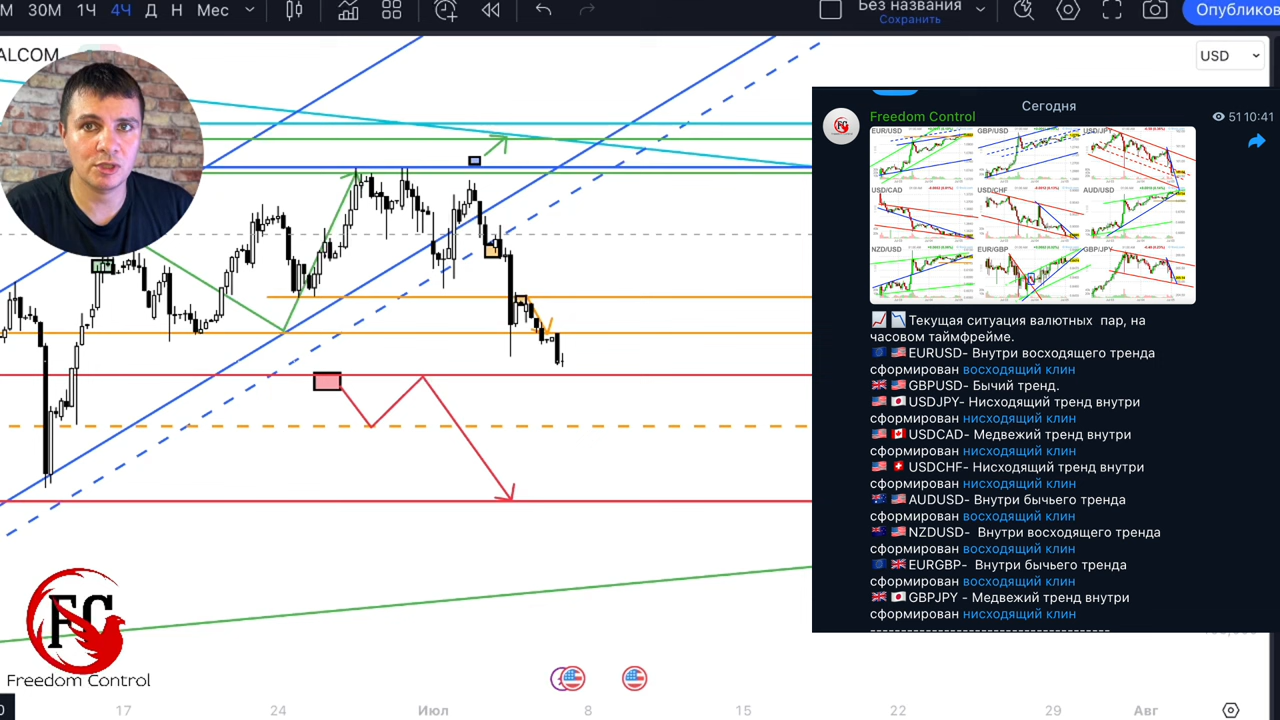 М 30М 1Ч 4Ч Д Н Мес
Без названия
Сохранить
Опубликов
ALCOM
USD
Сегодня
Freedom Control
51 10:41
EUR/USD
GBP/USD
USD/JPY
USD/CAD
USD/CHF
AUD/USD
NZD/USD
EUR/GBP
GBP/JPY
Текущая ситуация валютных пар, на
часовом таймфрейме.
EURUSD- Внутри восходящего тренда
сформирован восходящий клин
GBPUSD- Бычий тренд.
USDJPY- Нисходящий тренд внутри
сформирован нисходящий клин
USDCAD- Медвежий тренд внутри
сформирован нисходящий клин
USDCHF- Нисходящий тренд внутри
сформирован нисходящий клин
AUDUSD- Внутри бычьего тренда
сформирован восходящий клин
NZDUSD- Внутри восходящего тренда
сформирован восходящий клин
EURGBP- Внутри бычьего тренда
сформирован восходящий клин
GBPJPY - Медвежий тренд внутри
сформирован нисходящий клин
------------------------------------
FC
Freedom Control
0 17 24 Июл 8 15 22 29 Авг